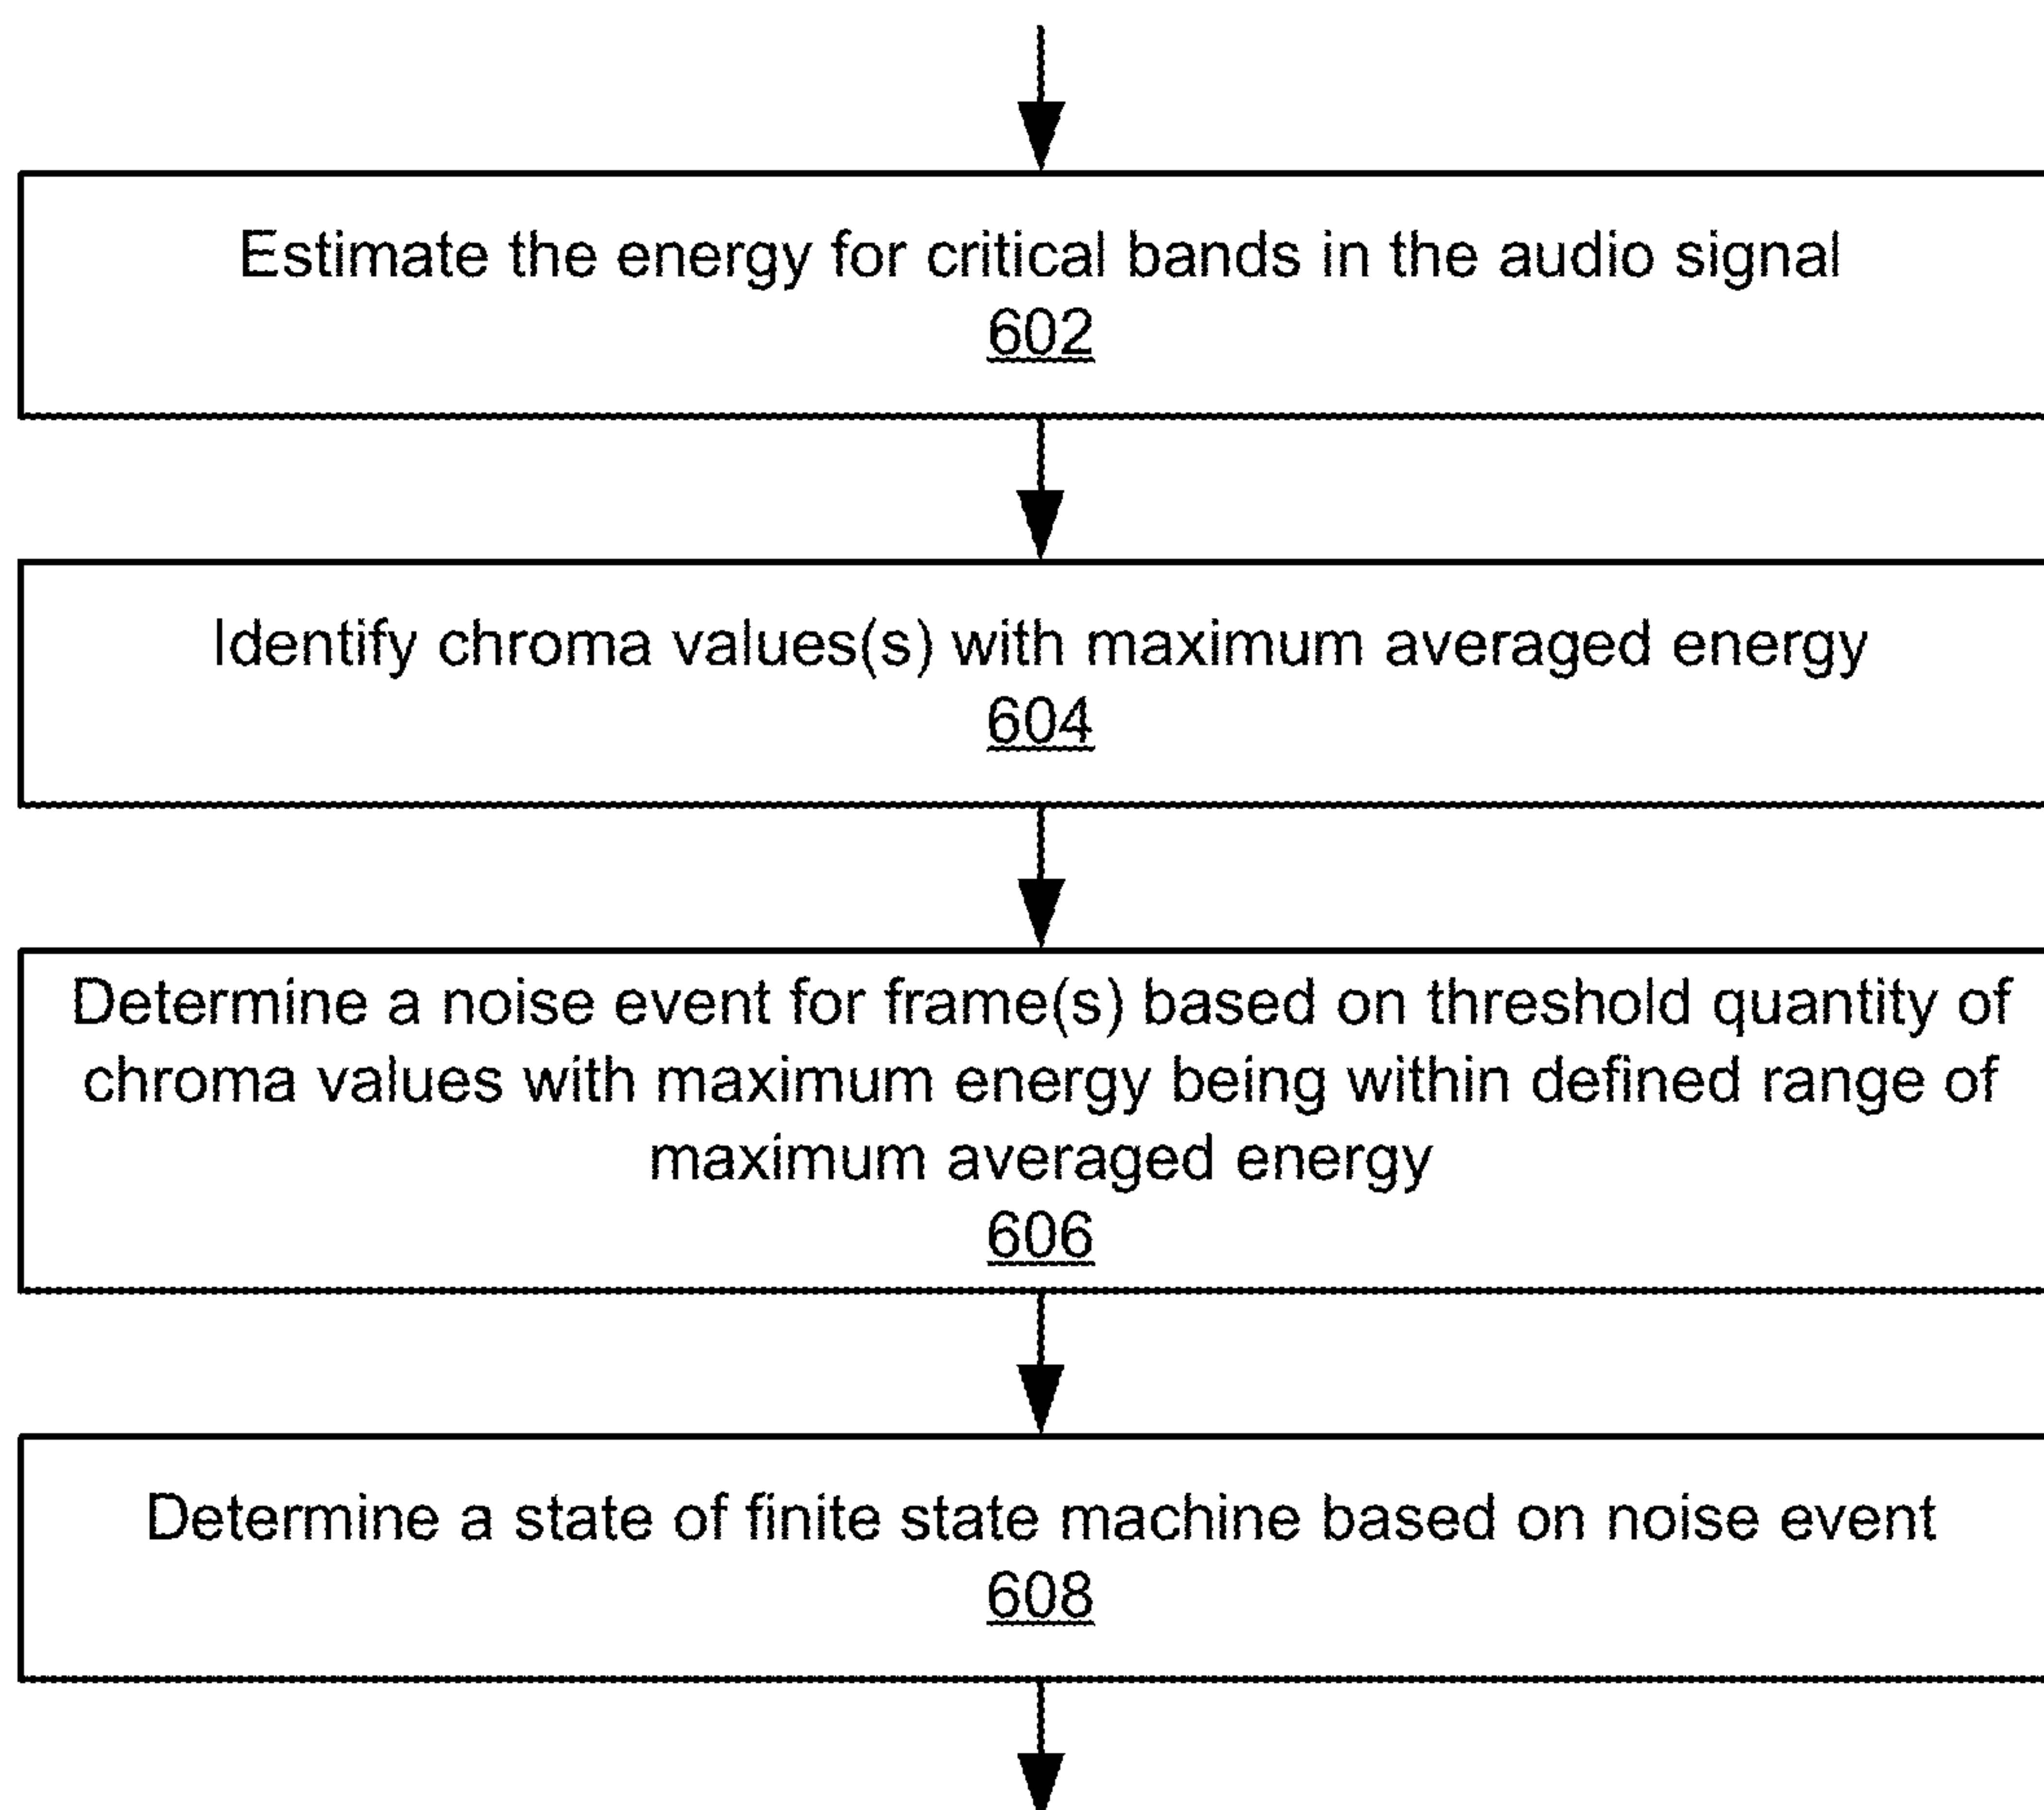 Estimate the energy for critical bands in the audio signal
602
Identify chroma values(s) with maximum averaged energy
604
Determine a noise event for frame(s) based on threshold quantity of
chroma values with maximum energy being within defined range of
maximum averaged energy
606
Determine a state of finite state machine based on noise event
608